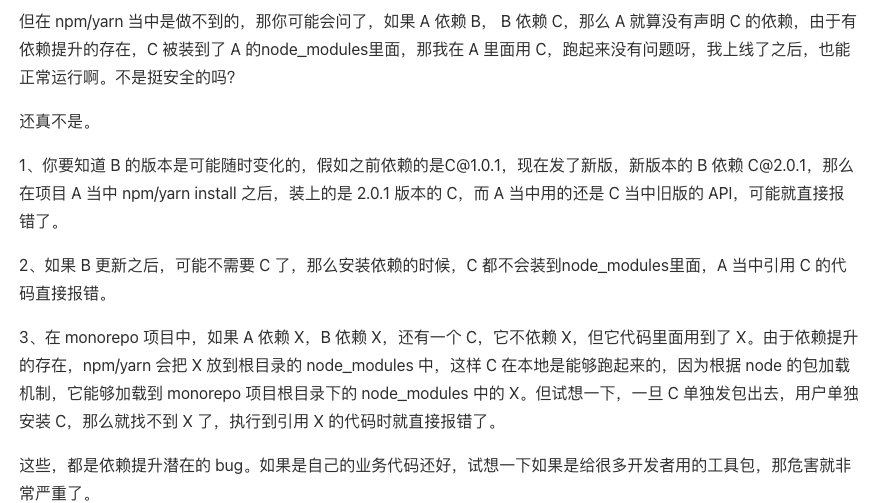 但在 npm/yarn 当中是做不到的，那你可能会问了，如果 A 依赖 B， B 依赖 C，那么 A 就算没有声明 C 的依赖，由于有
依赖提升的存在，C 被装到了 A 的node_modules里面，那我在 A 里面用 C，跑起来没有问题呀，我上线了之后，也能
正常运行啊。不是挺安全的吗?
还真不是。
1、你要知道 B 的版本是可能随时变化的，假如之前依赖的是C@1.0.1，现在发了新版，新版本的 B 依赖 C@2.0.1，那么
在项目 A 当中 npm/yarn install 之后，装上的是 2.0.1 版本的 C，而 A 当中用的还是 C 当中旧版的 API，可能就直接报
错了。
2、如果 B 更新之后，可能不需要 C 了，那么安装依赖的时候，C 都不会装到node_modules里面，A 当中引用 C 的代
码直接报错。
3、在 monorepo 项目中，如果 A 依赖 X，B 依赖 X，还有一个 C，它不依赖 X，但它代码里面用到了 X。由于依赖提升
的存在，npm/yarn 会把 X 放到根目录的 node_modules 中，这样 C 在本地是能够跑起来的，因为根据 node 的包加载
机制，它能够加载到 monorepo 项目根目录下的 node_modules 中的 X。但试想一下，一旦 C 单独发包出去，用户单独
安装 C，那么就找不到 X 了，执行到引用 X 的代码时就直接报错了。
这些，都是依赖提升潜在的 bug。如果是自己的业务代码还好，试想一下如果是给很多开发者用的工具包，那危害就非
常严重了。